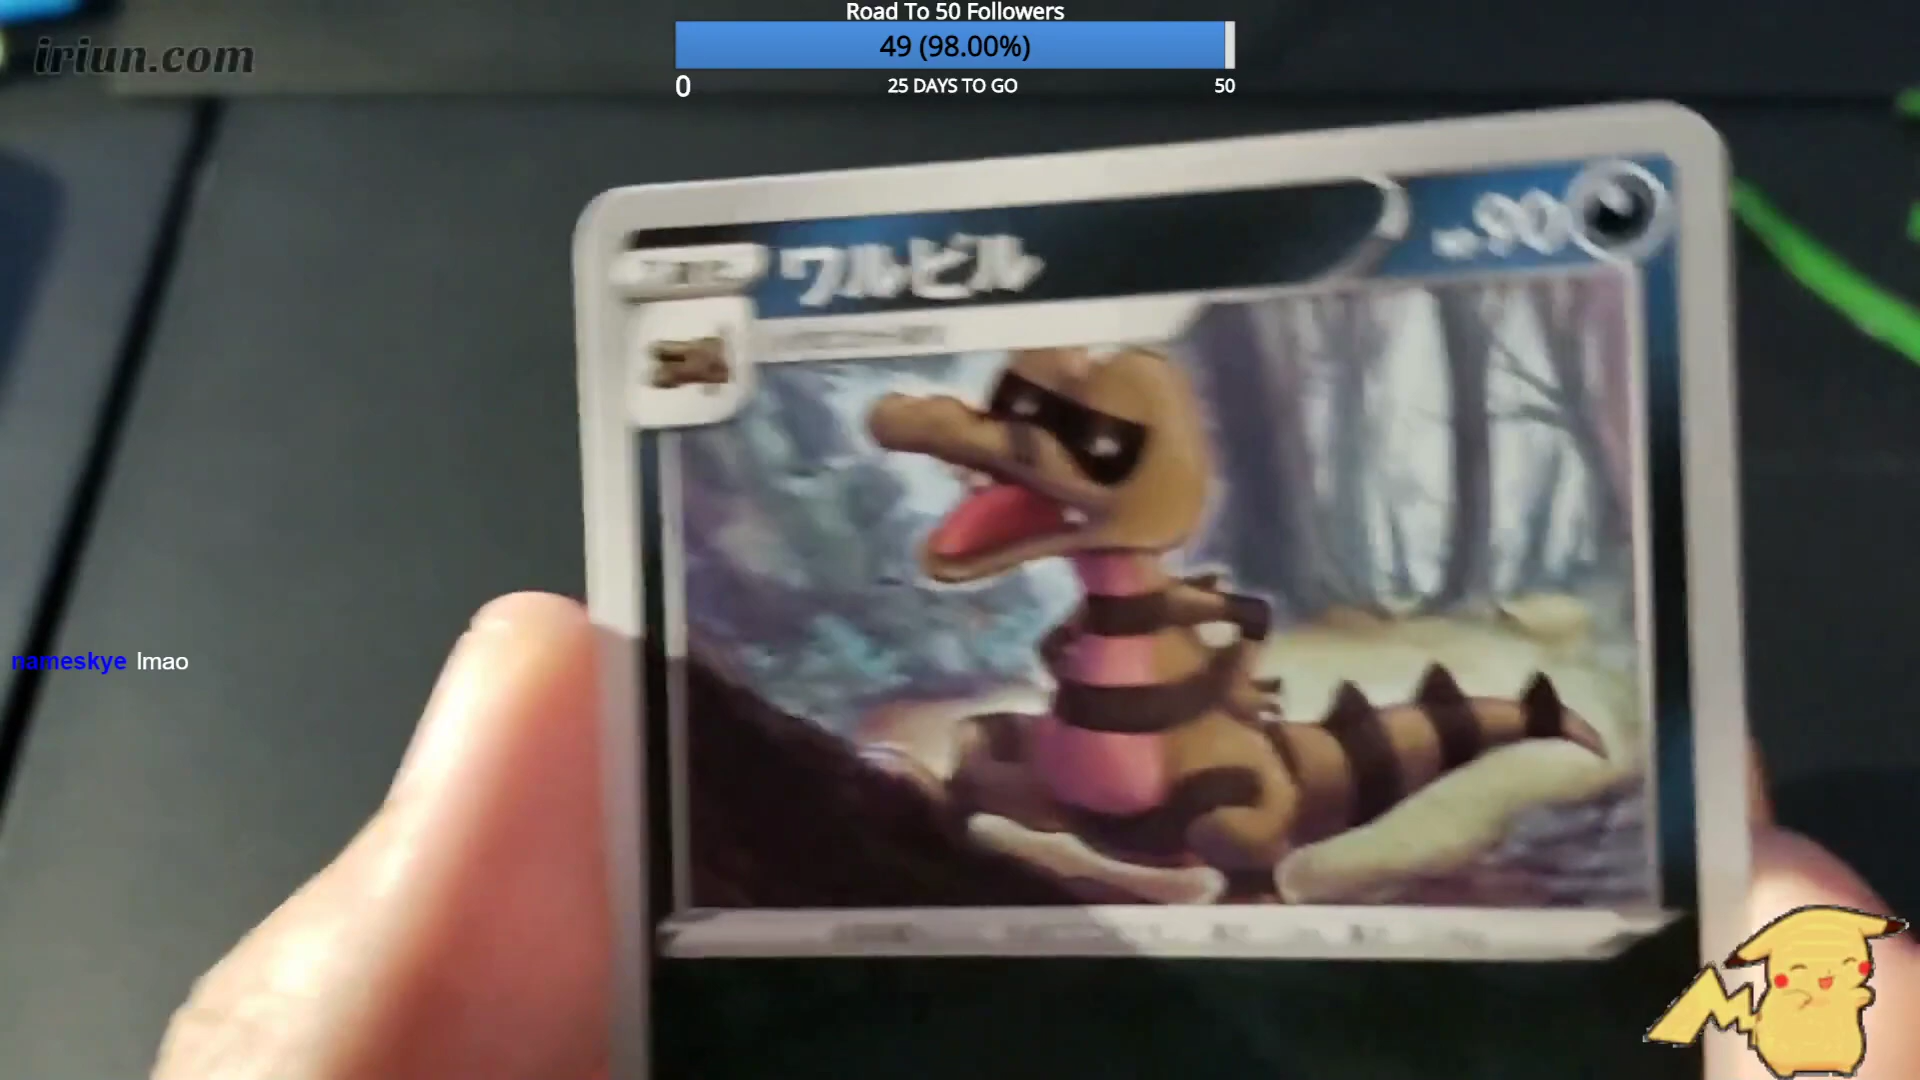 Road To 50 Followers
49 (98.00%)
0
25 DAYS TO GO
50
iriun.com
ワルビル
90
nameskye lmao